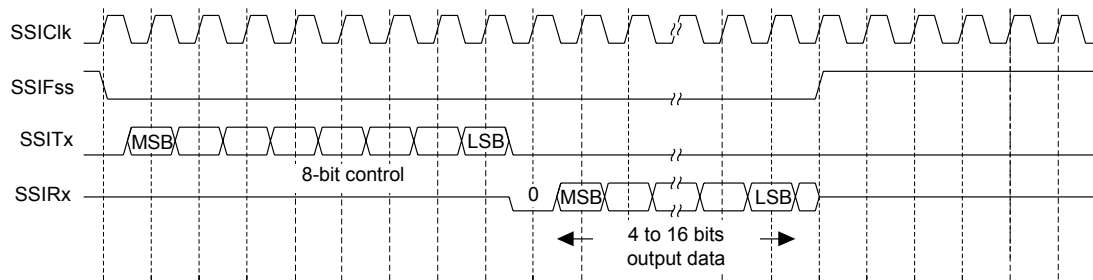 SSIClk
SSIFss
SSITx
MSB
LSB
8-bit control
SSIRx
0
MSB
LSB
4 to 16 bits
output data